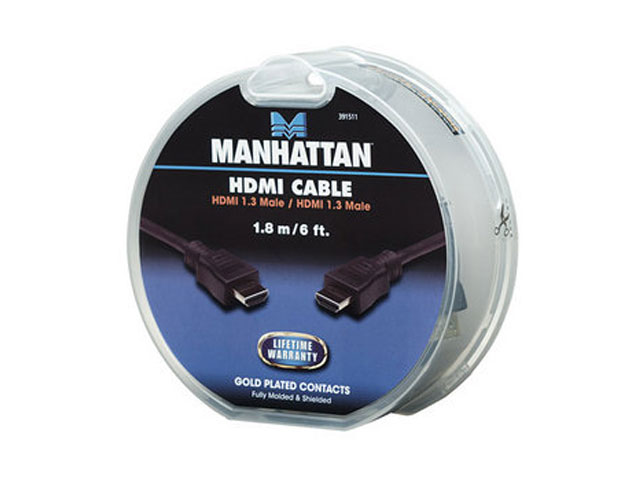 391511
MANHATTAN
HDMI CABLE
HDMI 1.3 Male / HDMI 1.3 Male
1.8 m/6 ft.
LIFETIME
WARRANTY
GOLD PLATED CONTACTS
Fully Molded & Shielded